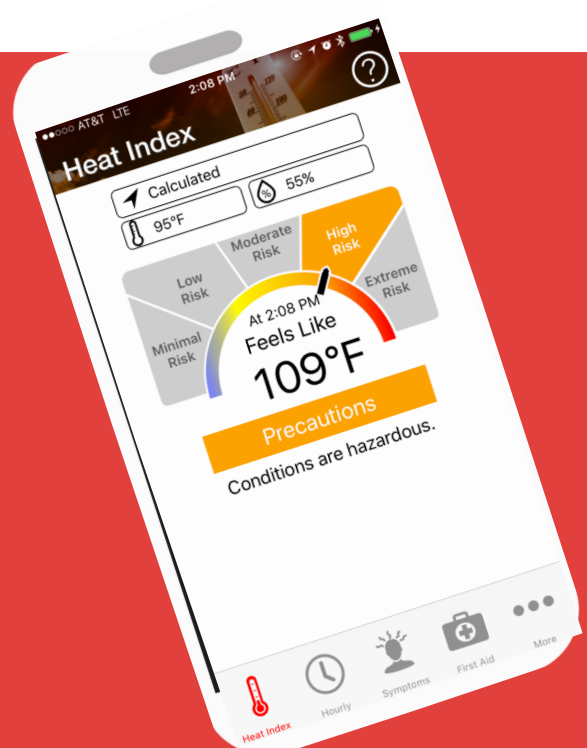 AT&T LTE
2:08 PM
Heat Index
?
Calculated
95°F
% 55%
Minimal
Risk
Low
Risk
Moderate
Risk
High
Risk
Extreme
Risk
At 2:08 PM
Feels Like
109°F
Precautions
Conditions are hazardous.
Heat Index
Hourly
Symptoms
First Aid
More